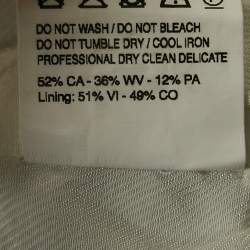 DO NOT WASH / DO NOT BLEACH
DO NOT TUMBLE DRY / COOL IRON
PROFESSIONAL DRY CLEAN DELICATE
52% CA - 36% WV - 12% PA
Lining: 51% VI - 49% CO